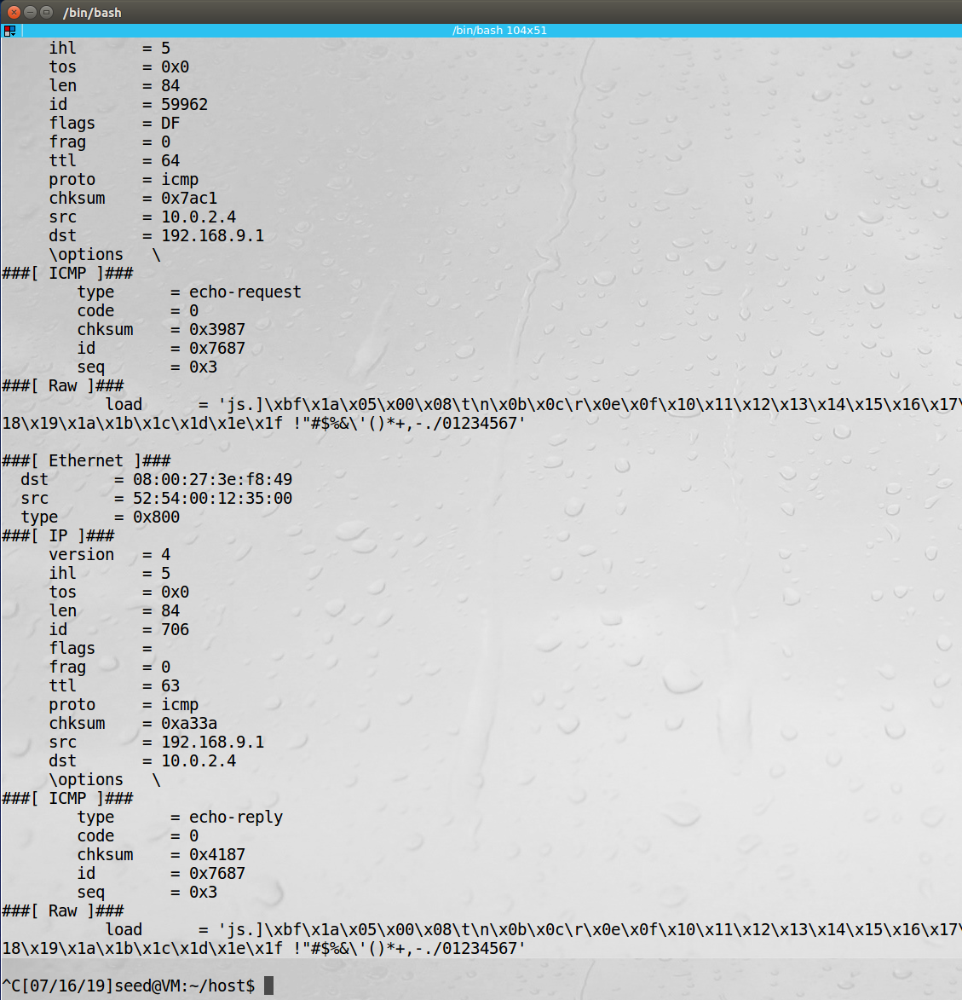 /bin/bash
/bin/bash 104x51
ihl = 5
tos = 0x0
len = 84
id = 59962
flags = DF
frag = 0
ttl = 64
proto = icmp
chksum = 0x7ac1
src = 10.0.2.4
dst = 192.168.9.1
\options \
###[ ICMP ]###
type = echo-request
code = 0
chksum = 0x3987
id = 0x7687
seq = 0x3
###[ Raw ]###
load = 'js.]\xbf\x1a\x05\x00\x08\t\n\x0b\x0c\r\x0e\x0f\x10\x11\x12\x13\x14\x15\x16\x17\
18\x19\x1a\x1b\x1c\x1d\x1e\x1f !"#$%&\'()*+,-./01234567'
###[ Ethernet ]###
dst = 08:00:27:3e:f8:49
src = 52:54:00:12:35:00
type = 0x800
###[ IP ]###
version = 4
ihl = 5
tos = 0x0
len = 84
id = 706
flags =
frag = 0
ttl = 63
proto = icmp
chksum = 0xa33a
src = 192.168.9.1
dst = 10.0.2.4
\options \
###[ ICMP ]###
type = echo-reply
code = 0
chksum = 0x4187
id = 0x7687
seq = 0x3
###[ Raw ]###
load = 'js.]\xbf\x1a\x05\x00\x08\t\n\x0b\x0c\r\x0e\x0f\x10\x11\x12\x13\x14\x15\x16\x17\
18\x19\x1a\x1b\x1c\x1d\x1e\x1f !"#$%&\'()*+,-./01234567'
^C[07/16/19]seed@VM:~/host$